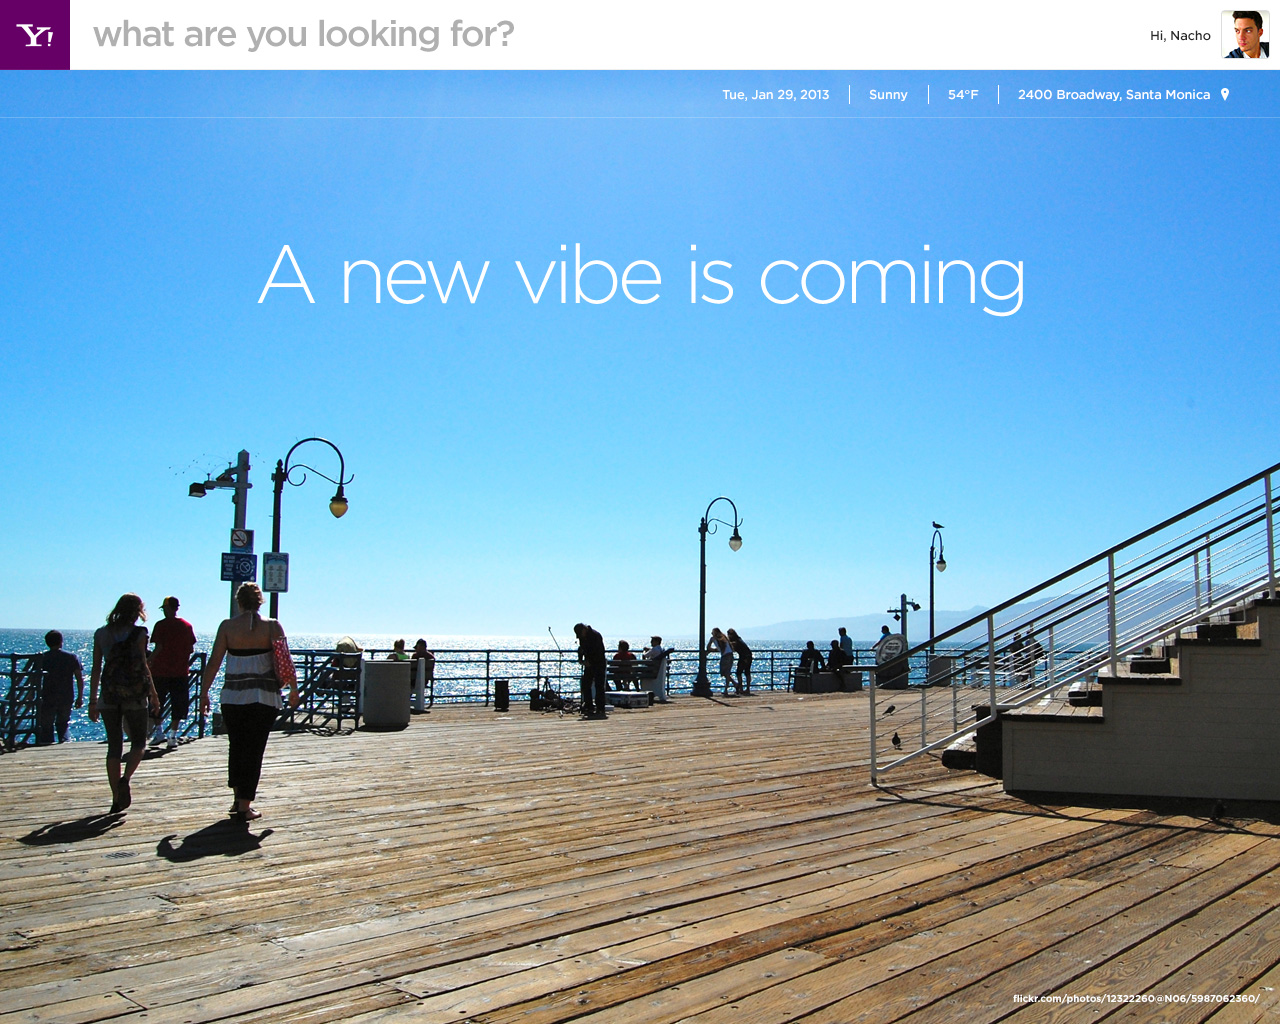 Y!
what are you looking for?
Hi, Nacho
Tue, Jan 29, 2013
Sunny
54°F
2400 Broadway, Santa Monica
A new vibe is coming
flickr.com/photos/12322260@N06/5987062360/